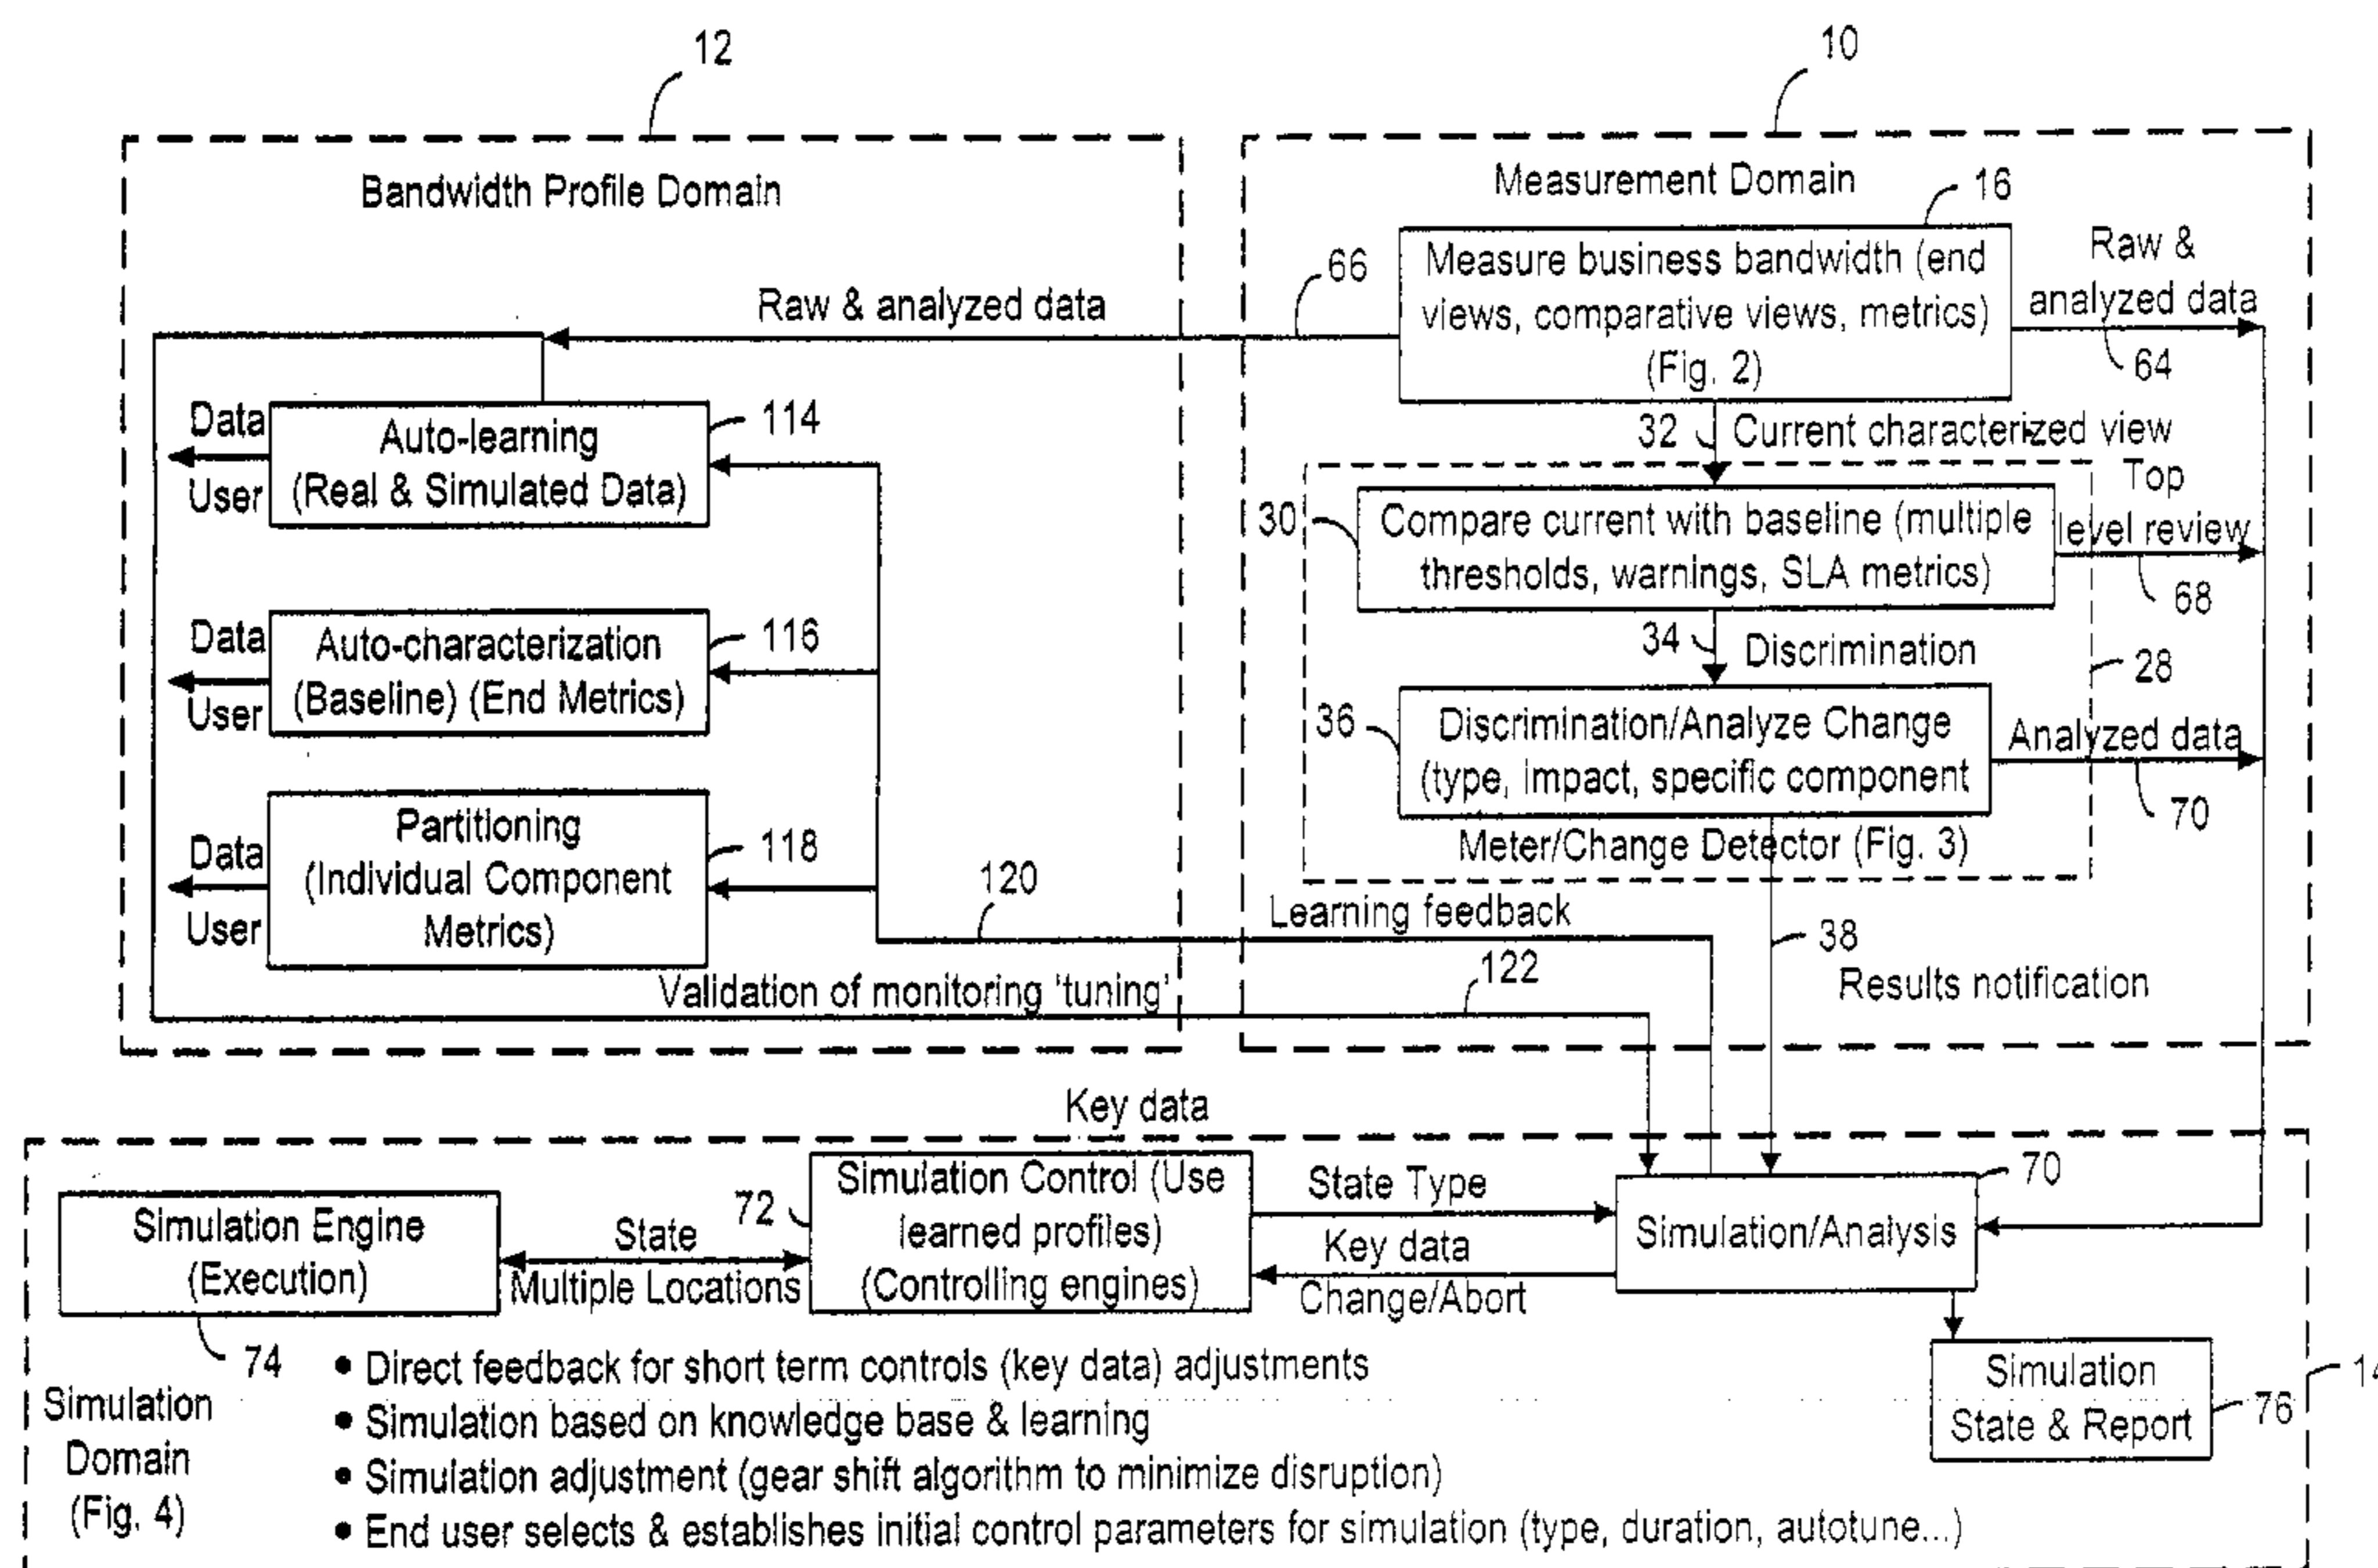 12
10
Bandwidth Profile Domain
Measurement Domain
16
66
Raw & analyzed data
Measure business bandwidth (end
views, comparative views, metrics)
(Fig. 2)
Raw &
analyzed data
64
Data
User
Auto-learning
(Real & Simulated Data)
114
32
Current characterized view
30
Compare current with baseline (multiple
thresholds, warnings, SLA metrics)
Top
level review
68
Data
User
Auto-characterization
(Baseline) (End Metrics)
116
34
Discrimination
28
36
Discrimination/Analyze Change
(type, impact, specific component
Analyzed data
70
Meter/Change Detector (Fig. 3)
Data
User
Partitioning
(Individual Component
Metrics)
118
120
Learning feedback
38
Results notification
Validation of monitoring 'tuning'
122
Key data
Simulation Engine
(Execution)
74
State
Multiple Locations
72
Simulation Control (Use
learned profiles)
(Controlling engines)
State Type
Key data
Change/Abort
Simulation/Analysis
70
Simulation
State & Report
76
14
Simulation
Domain
(Fig. 4)
• Direct feedback for short term controls (key data) adjustments
• Simulation based on knowledge base & learning
• Simulation adjustment (gear shift algorithm to minimize disruption)
• End user selects & establishes initial control parameters for simulation (type, duration, autotune...)